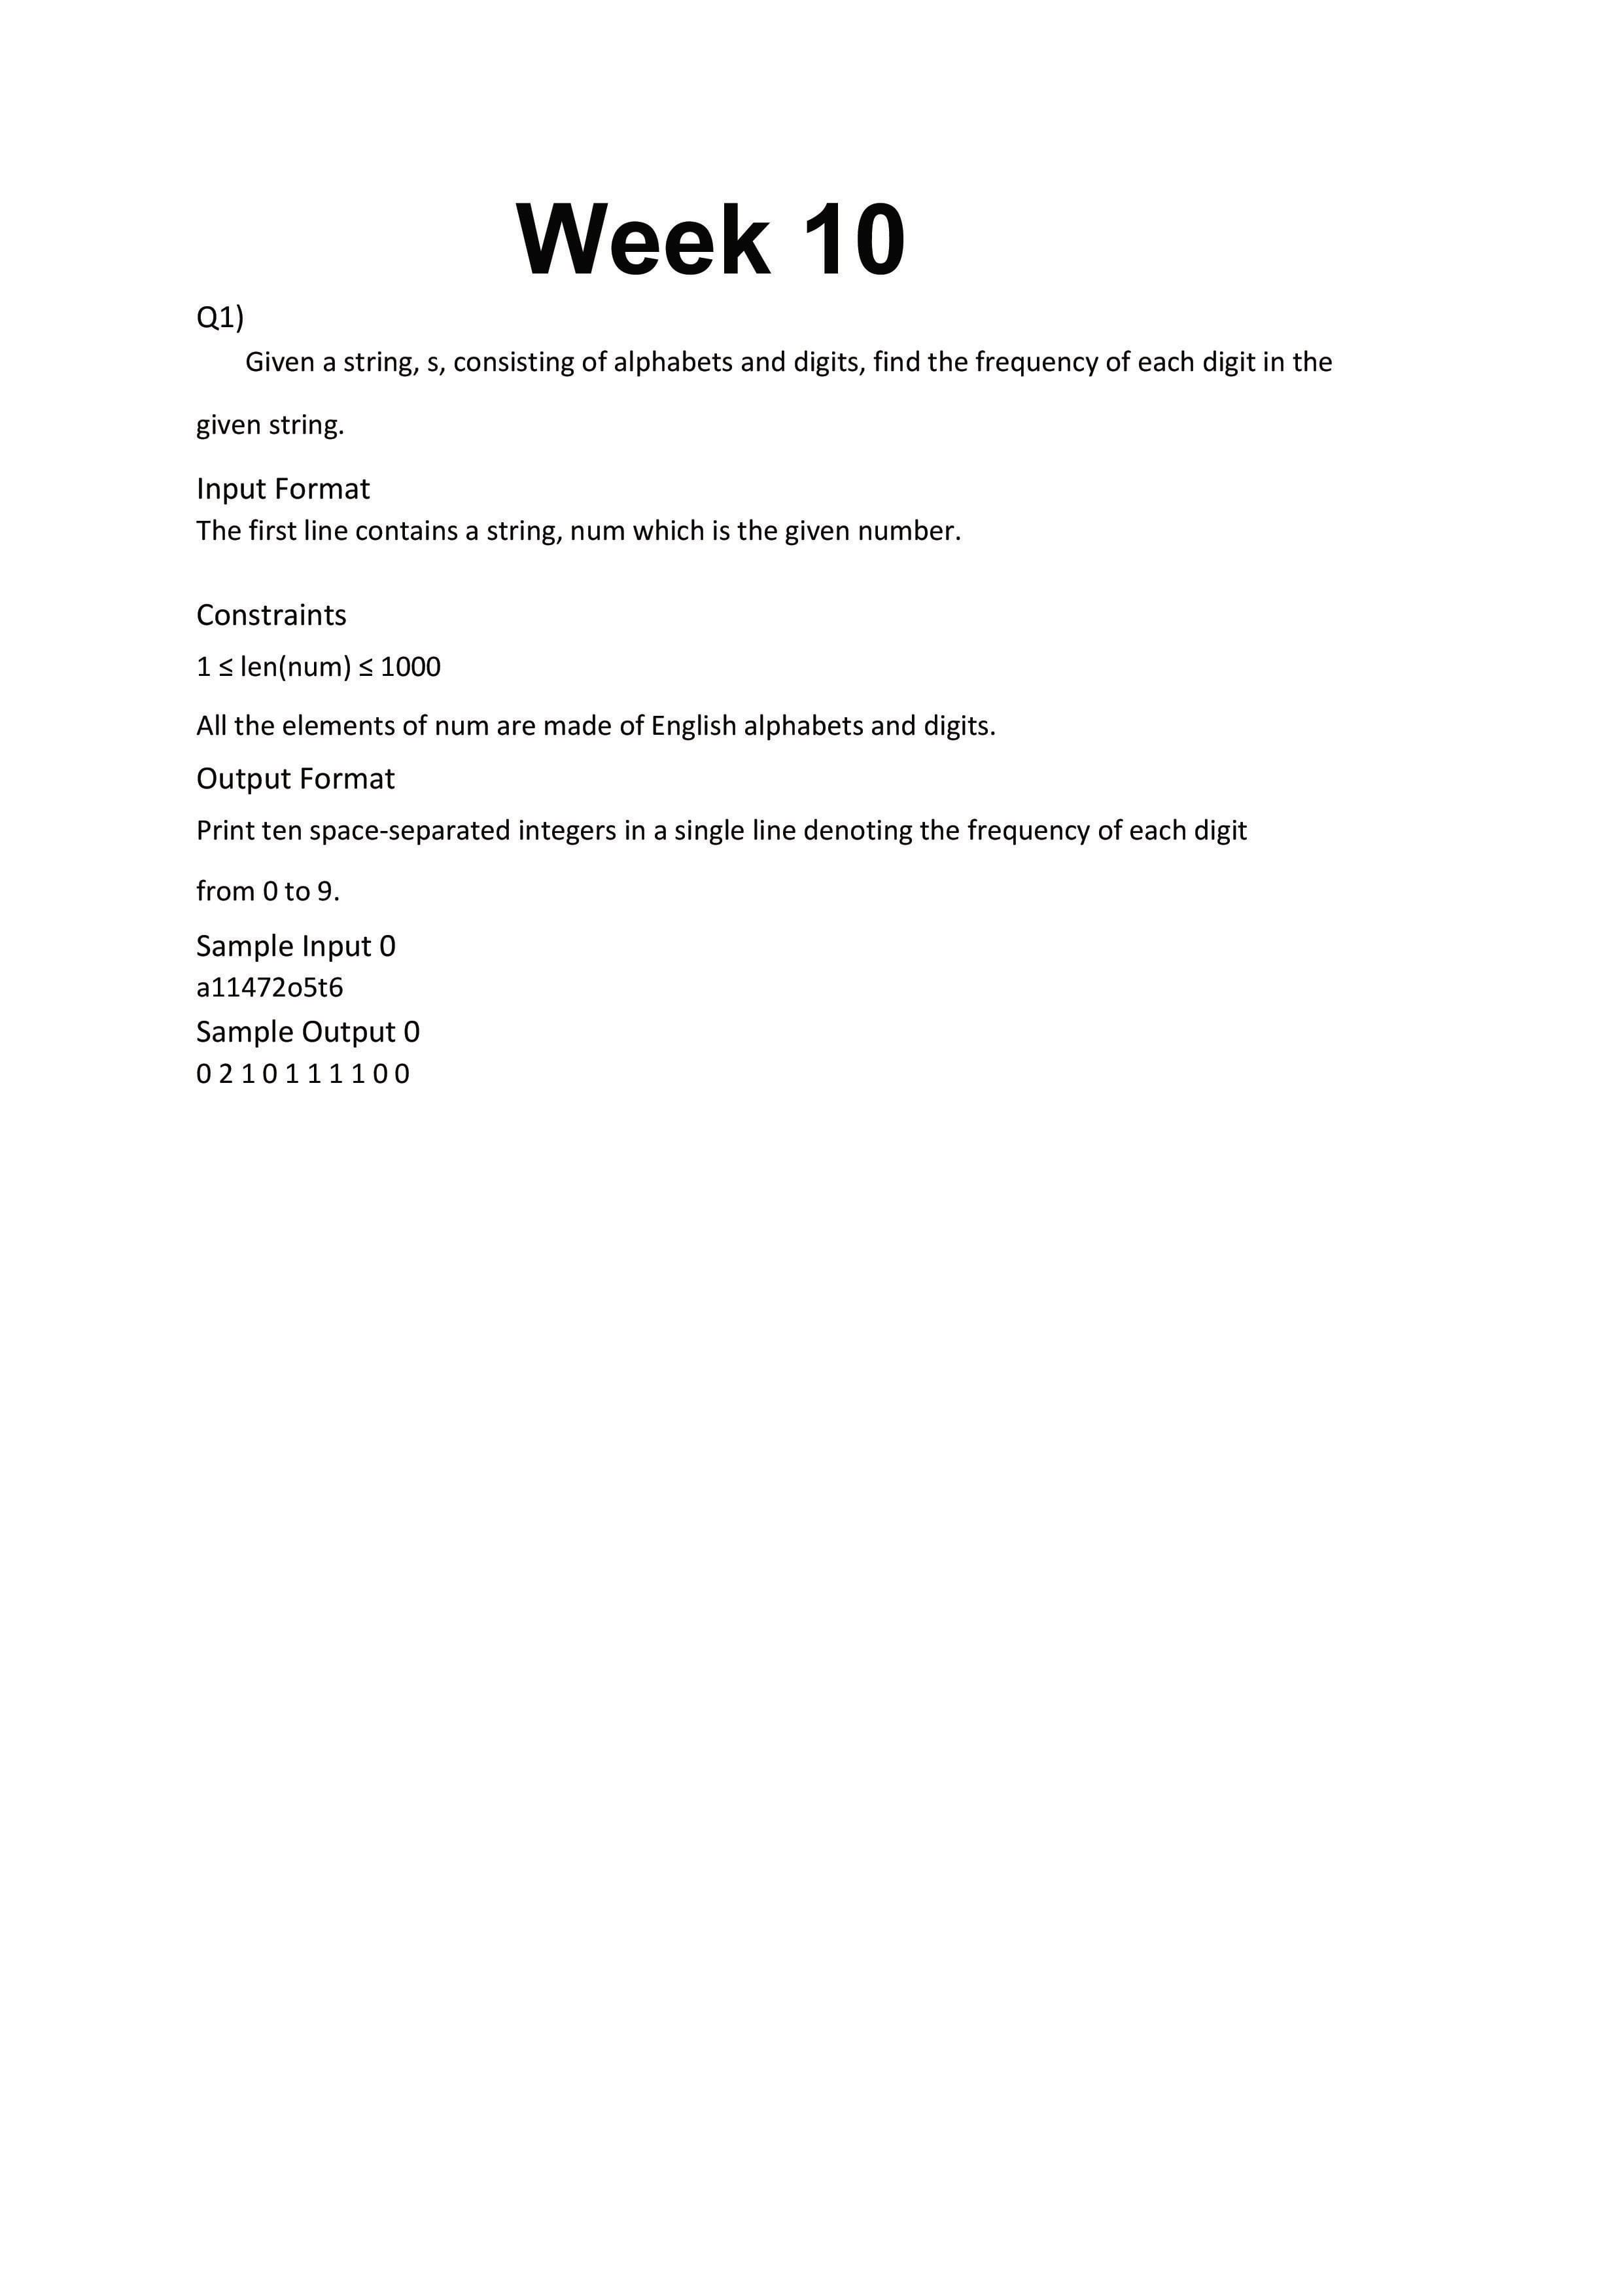 Week 10
Q1)
Given a string, s, consisting of alphabets and digits, find the frequency of each digit in the
given string.
Input Format
The first line contains a string, num which is the given number.
Constraints
1 ≤ len(num) ≤ 1000
All the elements of num are made of English alphabets and digits.
Output Format
Print ten space-separated integers in a single line denoting the frequency of each digit
from 0 to 9.
Sample Input 0
a11472o5t6
Sample Output 0
0 2 1 0 1 1 1 1 0 0